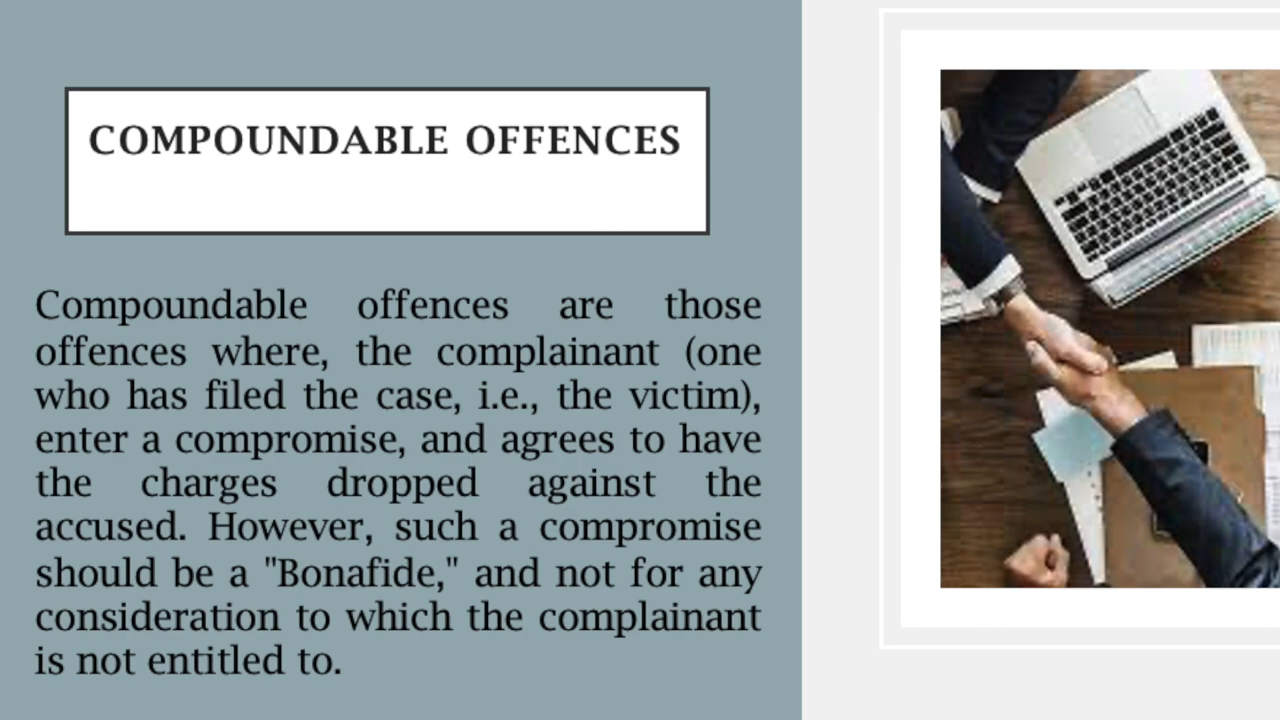 COMPOUNDABLE OFFENCES
Compoundable offences are those
offences where, the complainant (one
who has filed the case, i.e., the victim),
enter a compromise, and agrees to have
the charges dropped against the
accused. However, such a compromise
should be a "Bonafide," and not for any
consideration to which the complainant
is not entitled to.